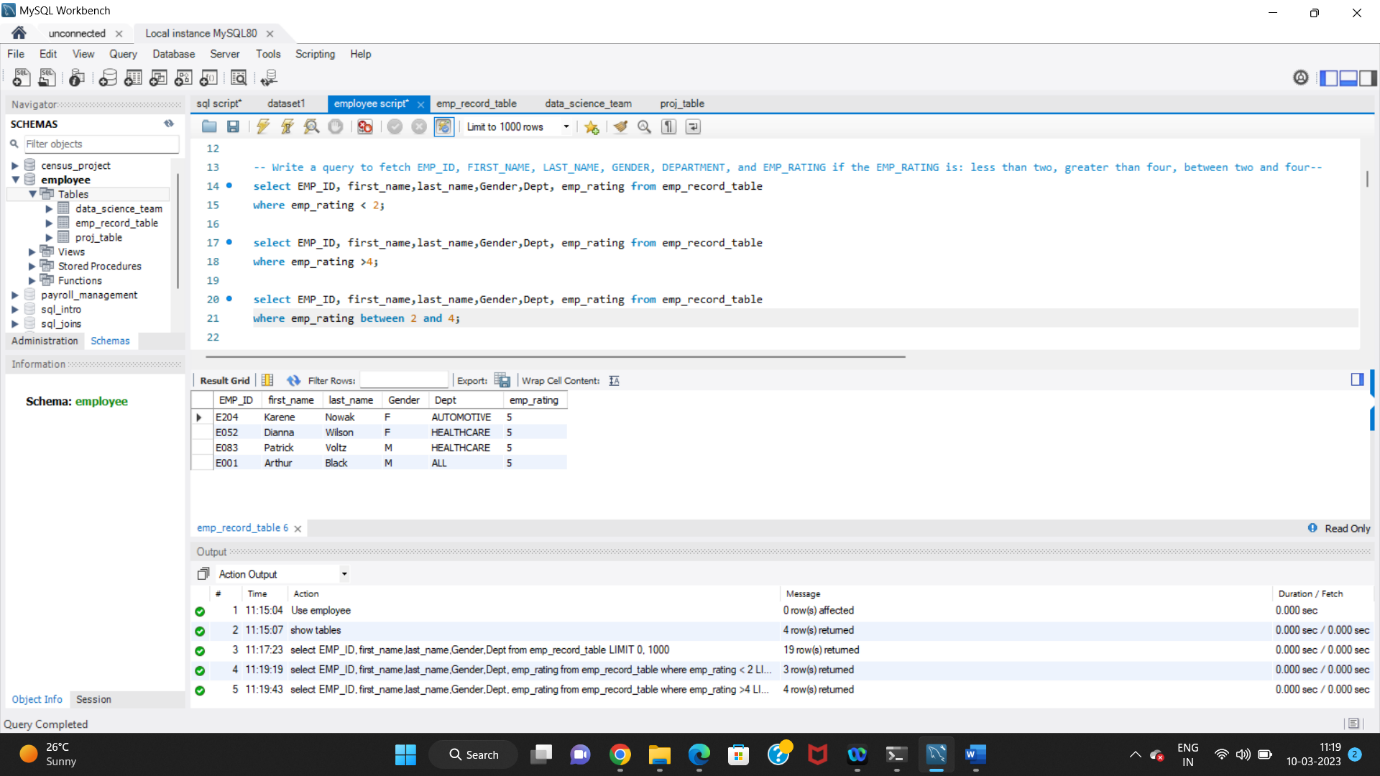 MySQL Workbench
unconnected
Local instance MySQL80
File Edit View Query Database Server Tools Scripting Help
Navigator
SCHEMAS
Filter objects
census_project
employee
Tables
data_science_team
emp_record_table
proj_table
Views
Stored Procedures
Functions
payroll_management
sql_intro
sql_joins
Administration Schemas
Information
Schema: employee
Object Info Session
sql script* dataset1 employee script* emp_record_table data_science_team proj_table
Limit to 1000 rows
12
13 -- Write a query to fetch EMP_ID, FIRST_NAME, LAST_NAME, GENDER, DEPARTMENT, and EMP_RATING if the EMP_RATING is: less than two, greater than four, between two and four--
14 select EMP_ID, first_name,last_name,Gender,Dept, emp_rating from emp_record_table
15 where emp_rating < 2;
16
17 select EMP_ID, first_name,last_name,Gender,Dept, emp_rating from emp_record_table
18 where emp_rating >4;
19
20 select EMP_ID, first_name,last_name,Gender,Dept, emp_rating from emp_record_table
21 where emp_rating between 2 and 4;
22
Result Grid Filter Rows: Export: Wrap Cell Content:
EMP_ID first_name last_name Gender Dept emp_rating
E204 Karene Nowak F AUTOMOTIVE 5
E052 Dianna Wilson F HEALTHCARE 5
E083 Patrick Voltz M HEALTHCARE 5
E001 Arthur Black M ALL 5
emp_record_table 6
Read Only
Output
Action Output
# Time Action Message Duration / Fetch
1 11:15:04 Use employee 0 row(s) affected 0.000 sec
2 11:15:07 show tables 4 row(s) returned 0.000 sec / 0.000 sec
3 11:17:23 select EMP_ID, first_name,last_name,Gender,Dept from emp_record_table LIMIT 0, 1000 19 row(s) returned 0.000 sec / 0.000 sec
4 11:19:19 select EMP_ID, first_name,last_name,Gender,Dept, emp_rating from emp_record_table where emp_rating < 2 LI... 3 row(s) returned 0.000 sec / 0.000 sec
5 11:19:43 select EMP_ID, first_name,last_name,Gender,Dept, emp_rating from emp_record_table where emp_rating >4 LI... 4 row(s) returned 0.000 sec / 0.000 sec
Query Completed
26°C
Sunny
Search
ENG
IN
11:19
10-03-2023
2